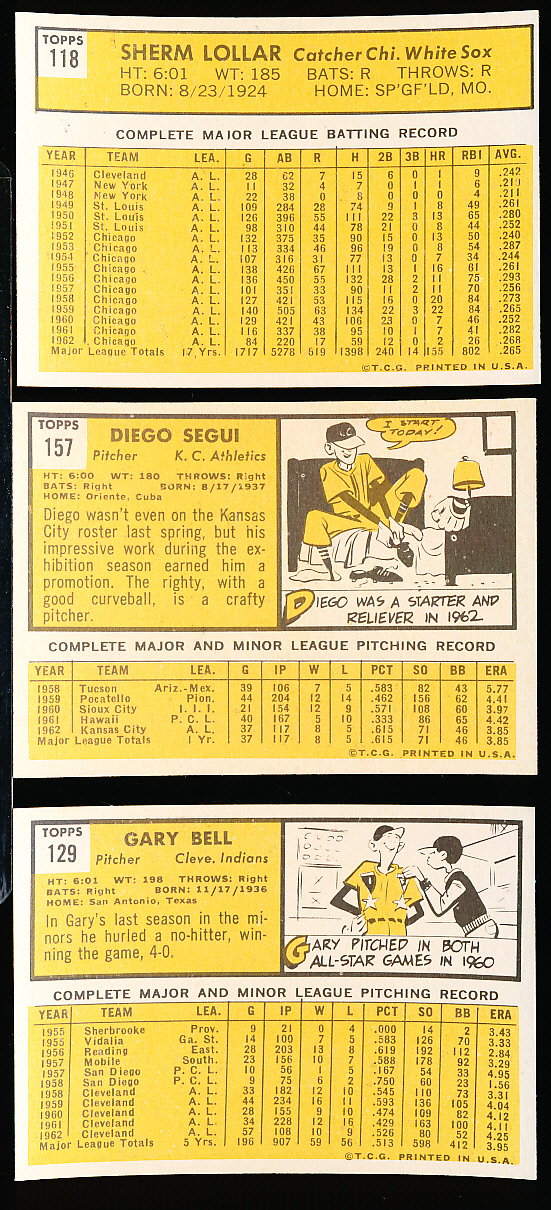 TOPPS
118
SHERM LOLLAR Catcher Chi. White Sox
HT: 6:01 WT: 185 BATS: R THROWS: R
BORN: 8/23/1924 HOME: SP'GF'LD, MO.
COMPLETE MAJOR LEAGUE BATTING RECORD
YEAR TEAM LEA. G AB R H 2B 3B HR RBI AVG.
1946 Cleveland A. L. 28 62 7 15 6 0 1 9 .242
1947 New York A. L. 11 32 4 7 0 1 1 6 .219
1948 New York A. L. 22 38 0 8 0 0 0 4 .211
1949 St. Louis A. L. 109 284 28 74 9 1 8 49 .261
1950 St. Louis A. L. 126 396 55 111 22 3 13 65 .280
1951 St. Louis A. L. 98 310 44 78 21 0 8 44 .252
1952 Chicago A. L. 132 375 35 90 15 0 13 50 .240
1953 Chicago A. L. 113 334 46 96 19 0 8 54 .287
1954 Chicago A. L. 107 316 31 77 13 0 7 34 .244
1955 Chicago A. L. 138 426 67 111 13 1 16 61 .261
1956 Chicago A. L. 136 450 55 132 28 2 11 75 .293
1957 Chicago A. L. 101 351 33 90 11 2 11 70 .256
1958 Chicago A. L. 127 421 53 115 16 0 20 84 .273
1959 Chicago A. L. 140 505 63 134 22 3 22 84 .265
1960 Chicago A. L. 129 421 43 106 23 0 7 46 .252
1961 Chicago A. L. 116 337 38 95 10 1 7 41 .282
1962 Chicago A. L. 84 220 17 59 12 0 2 26 .268
Major League Totals 17 Yrs. 1717 5278 619 1398 240 14 155 802 .265
©T.C.G. PRINTED IN U.S.A.
TOPPS
157
DIEGO SEGUI
Pitcher K. C. Athletics
HT: 6:00 WT: 180 THROWS: Right
BATS: Right BORN: 8/17/1937
HOME: Oriente, Cuba
Diego wasn't even on the Kansas
City roster last spring, but his
impressive work during the ex-
hibition season earned him a
promotion. The righty, with a
good curveball, is a crafty
pitcher.
I START
TODAY!
KC
DIEGO WAS A STARTER AND
RELIEVER IN 1962
COMPLETE MAJOR AND MINOR LEAGUE PITCHING RECORD
YEAR TEAM LEA. G IP W L PCT SO BB ERA
1958 Tucson Ariz.-Mex. 39 106 7 5 .583 82 43 5.77
1959 Pocatello Pion. 44 204 12 14 .462 156 62 4.41
1960 Sioux City I. I. I. 21 154 12 9 .571 108 60 3.97
1961 Hawaii P. C. L. 40 167 5 10 .333 86 65 4.42
1962 Kansas City A. L. 37 117 8 5 .615 71 46 3.85
Major League Totals 1 Yr. 37 117 8 5 .615 71 46 3.85
©T.C.G. PRINTED IN U.S.A.
TOPPS
129
GARY BELL
Pitcher Cleve. Indians
HT: 6:01 WT: 198 THROWS: Right
BATS: Right BORN: 11/17/1936
HOME: San Antonio, Texas
In Gary's last season in the mi-
nors he hurled a no-hitter, win-
ning the game, 4-0.
GARY PITCHED IN BOTH
ALL-STAR GAMES IN 1960
COMPLETE MAJOR AND MINOR LEAGUE PITCHING RECORD
YEAR TEAM LEA. G IP W L PCT SO BB ERA
1955 Sherbrooke Prov. 9 21 0 4 .000 14 2 3.43
1955 Vidalia Ga. St. 14 100 7 5 .583 126 70 3.33
1956 Reading East. 28 203 13 8 .619 192 112 2.84
1957 Mobile South. 23 156 10 7 .588 178 92 3.29
1957 San Diego P. C. L. 10 56 1 5 .167 54 33 4.95
1958 San Diego P. C. L. 9 75 6 2 .750 60 23 1.56
1958 Cleveland A. L. 33 182 12 10 .545 110 73 3.31
1959 Cleveland A. L. 44 234 16 11 .593 136 105 4.04
1960 Cleveland A. L. 28 155 9 10 .474 109 82 4.12
1961 Cleveland A. L. 34 228 12 16 .429 163 100 4.11
1962 Cleveland A. L. 57 108 10 9 .526 80 52 4.25
Major League Totals 5 Yrs. 196 907 59 56 .513 598 412 3.95
©T.C.G. PRINTED IN U.S.A.